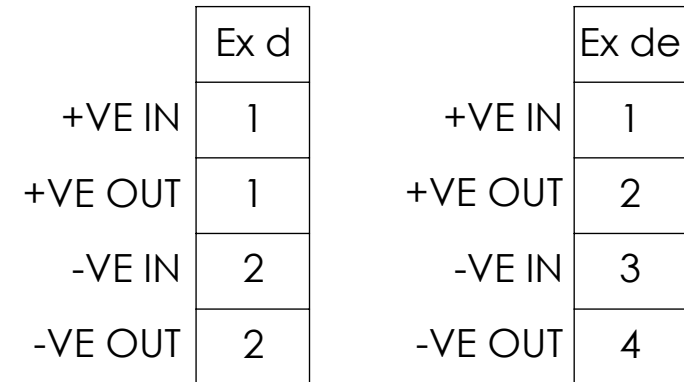 Ex d Ex de
+VE IN 1 +VE IN 1
+VE OUT 1 +VE OUT 2
-VE IN 2 -VE IN 3
-VE OUT 2 -VE OUT 4